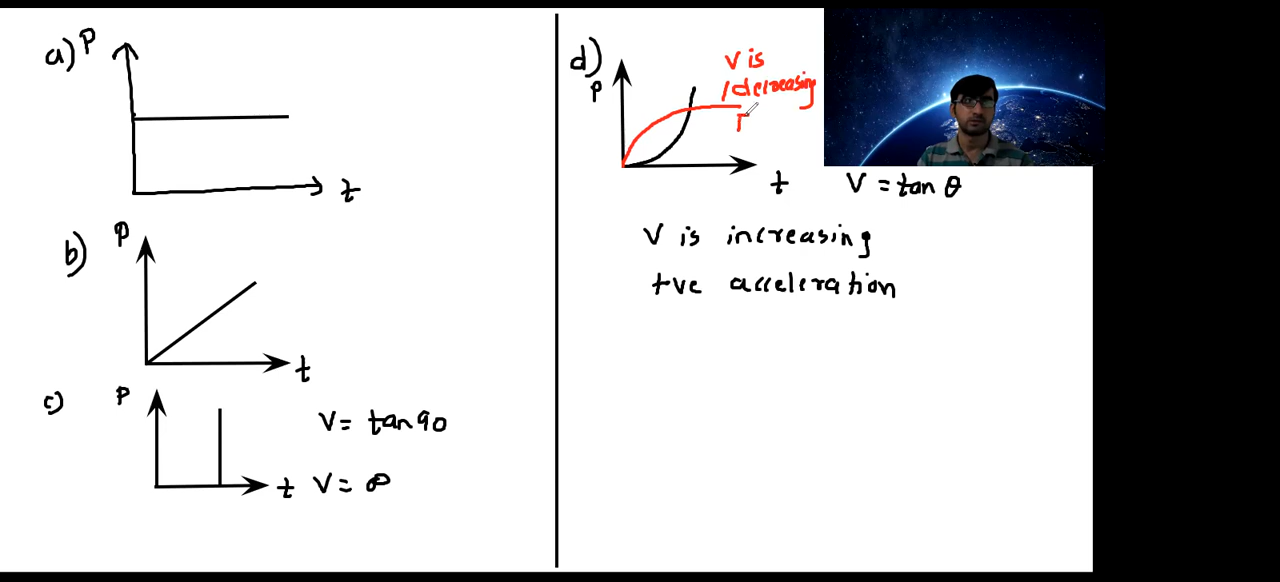 a) P
t
b) P
t
c) P
V = tan 90
t V = ∞
d)
P
V is
decreasing
t V = tan θ
V is increasing
+ve acceleration